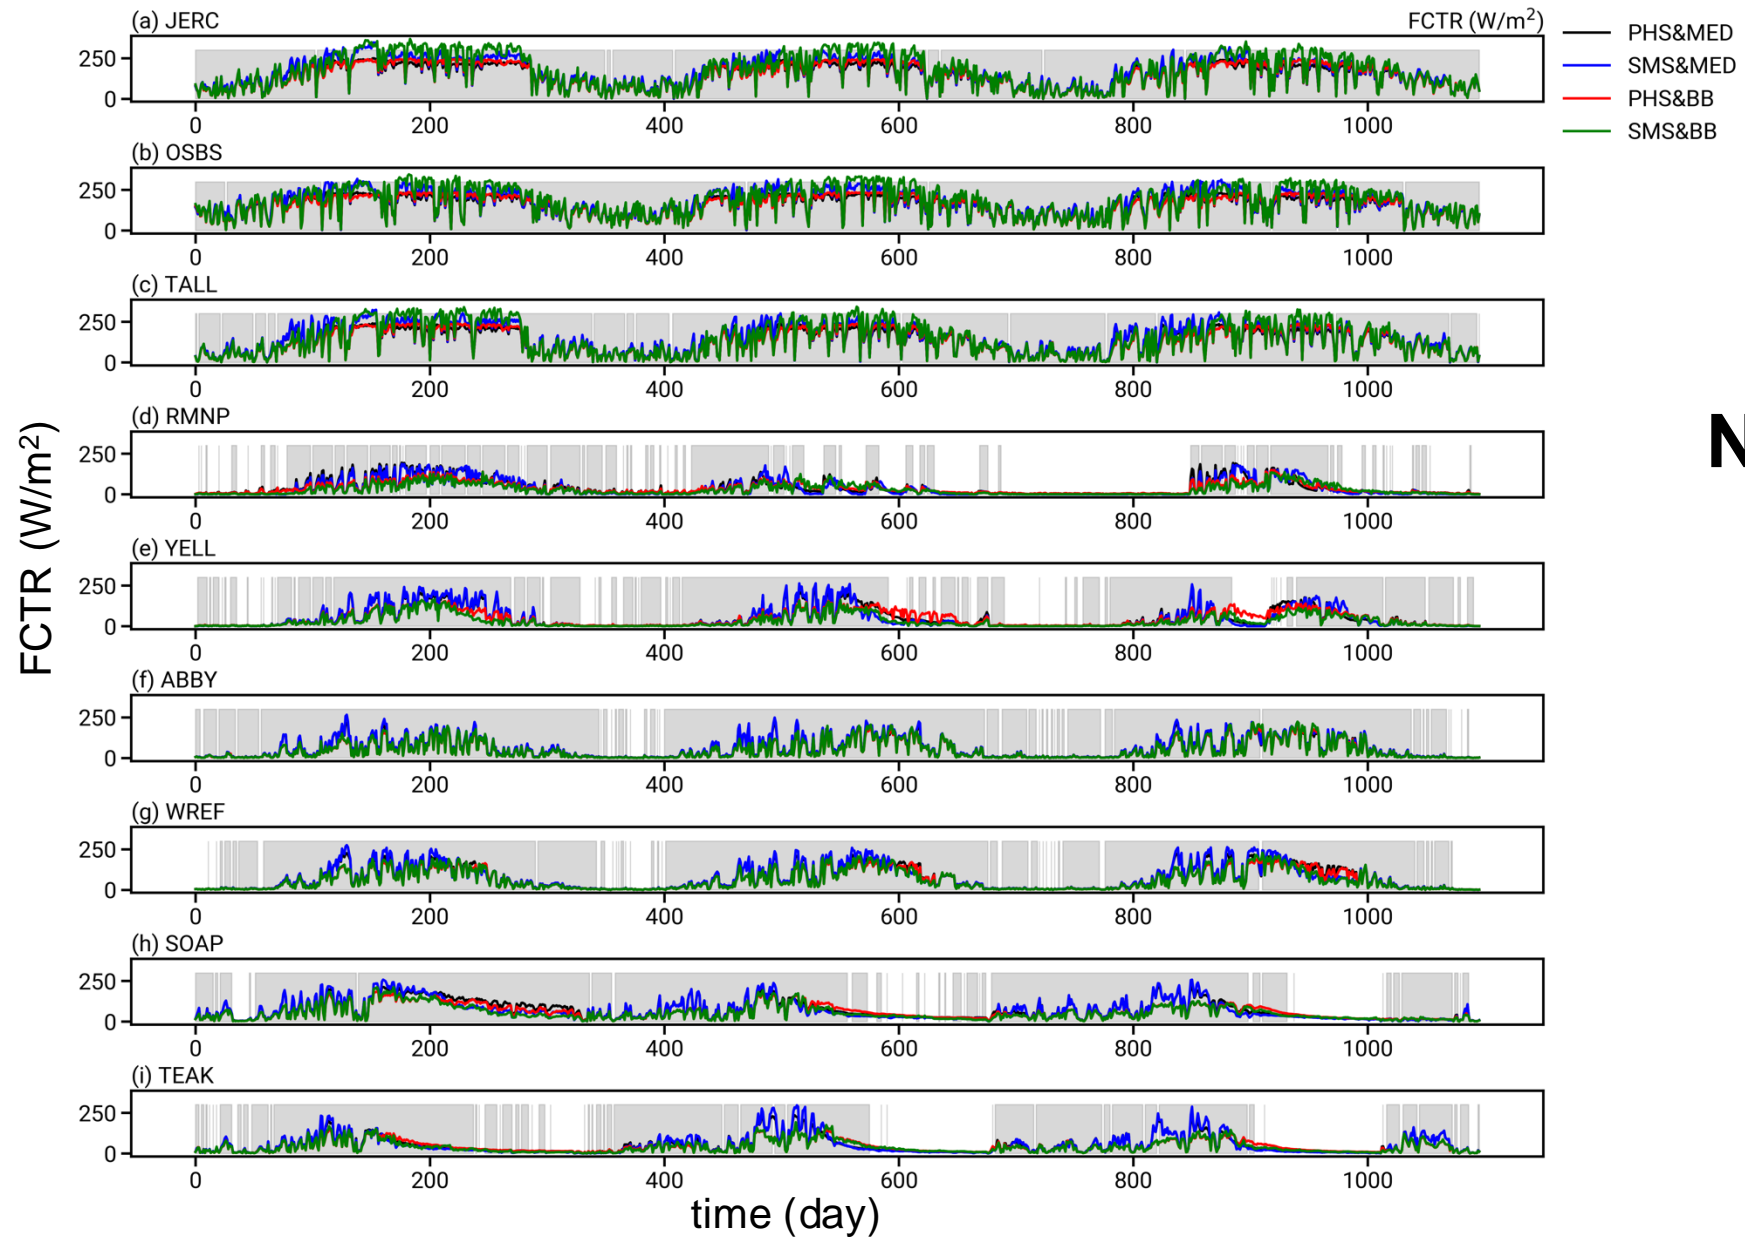 (a) JERC
FCTR (W/m²)
PHS&MED
SMS&MED
PHS&BB
SMS&BB
250
0
0 200 400 600 800 1000
(b) OSBS
250
0
0 200 400 600 800 1000
(c) TALL
250
0
0 200 400 600 800 1000
(d) RMNP
250
0
0 200 400 600 800 1000
N
(e) YELL
250
0
0 200 400 600 800 1000
FCTR (W/m²)
(f) ABBY
250
0
0 200 400 600 800 1000
(g) WREF
250
0
0 200 400 600 800 1000
(h) SOAP
250
0
0 200 400 600 800 1000
(i) TEAK
250
0
0 200 400 600 800 1000
time (day)